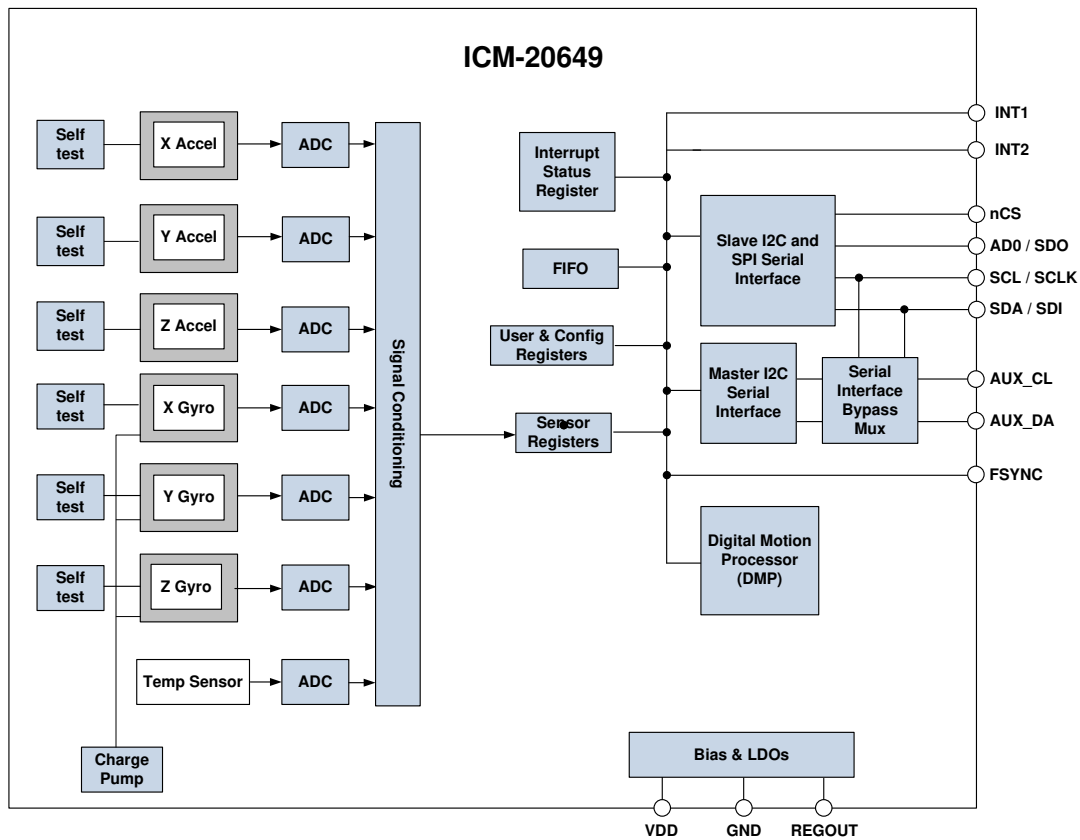 ICM-20649
Self
test
X Accel
ADC
Self
test
Y Accel
ADC
Self
test
Z Accel
ADC
Self
test
X Gyro
ADC
Self
test
Y Gyro
ADC
Self
test
Z Gyro
ADC
Temp Sensor
ADC
Charge
Pump
Signal Conditioning
Interrupt
Status
Register
FIFO
User & Config
Registers
Sensor
Registers
Slave I2C and
SPI Serial
Interface
Master I2C
Serial
Interface
Serial
Interface
Bypass
Mux
Digital Motion
Processor
(DMP)
Bias & LDOs
INT1
INT2
nCS
AD0 / SDO
SCL / SCLK
SDA / SDI
AUX_CL
AUX_DA
FSYNC
VDD
GND
REGOUT